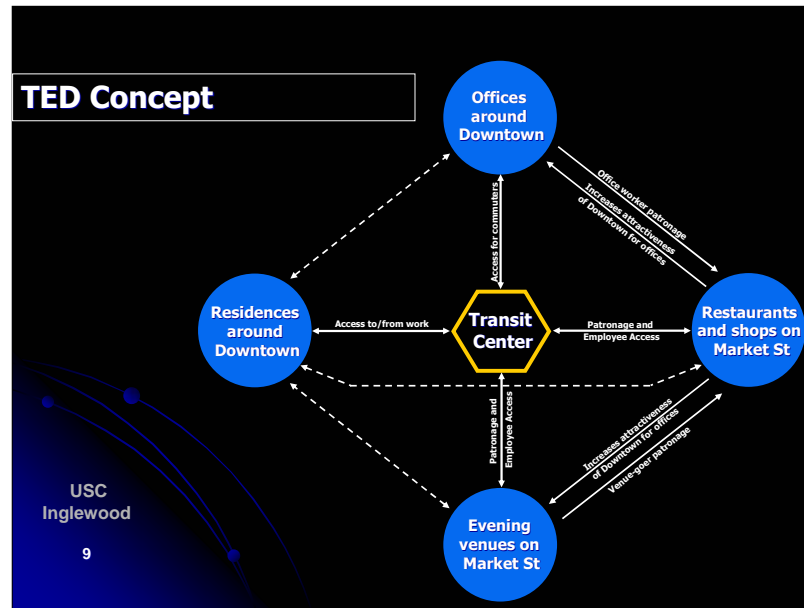 TED Concept
Offices
around
Downtown
Office worker patronage
Increases attractiveness
of Downtown for offices
Access for commuters
Residences
around
Downtown
Access to/from work
Transit
Center
Patronage and
Employee Access
Restaurants
and shops on
Market St
Patronage and
Employee Access
Increases attractiveness
of Downtown for offices
Venue-goer patronage
Evening
venues on
Market St
USC
Inglewood
9